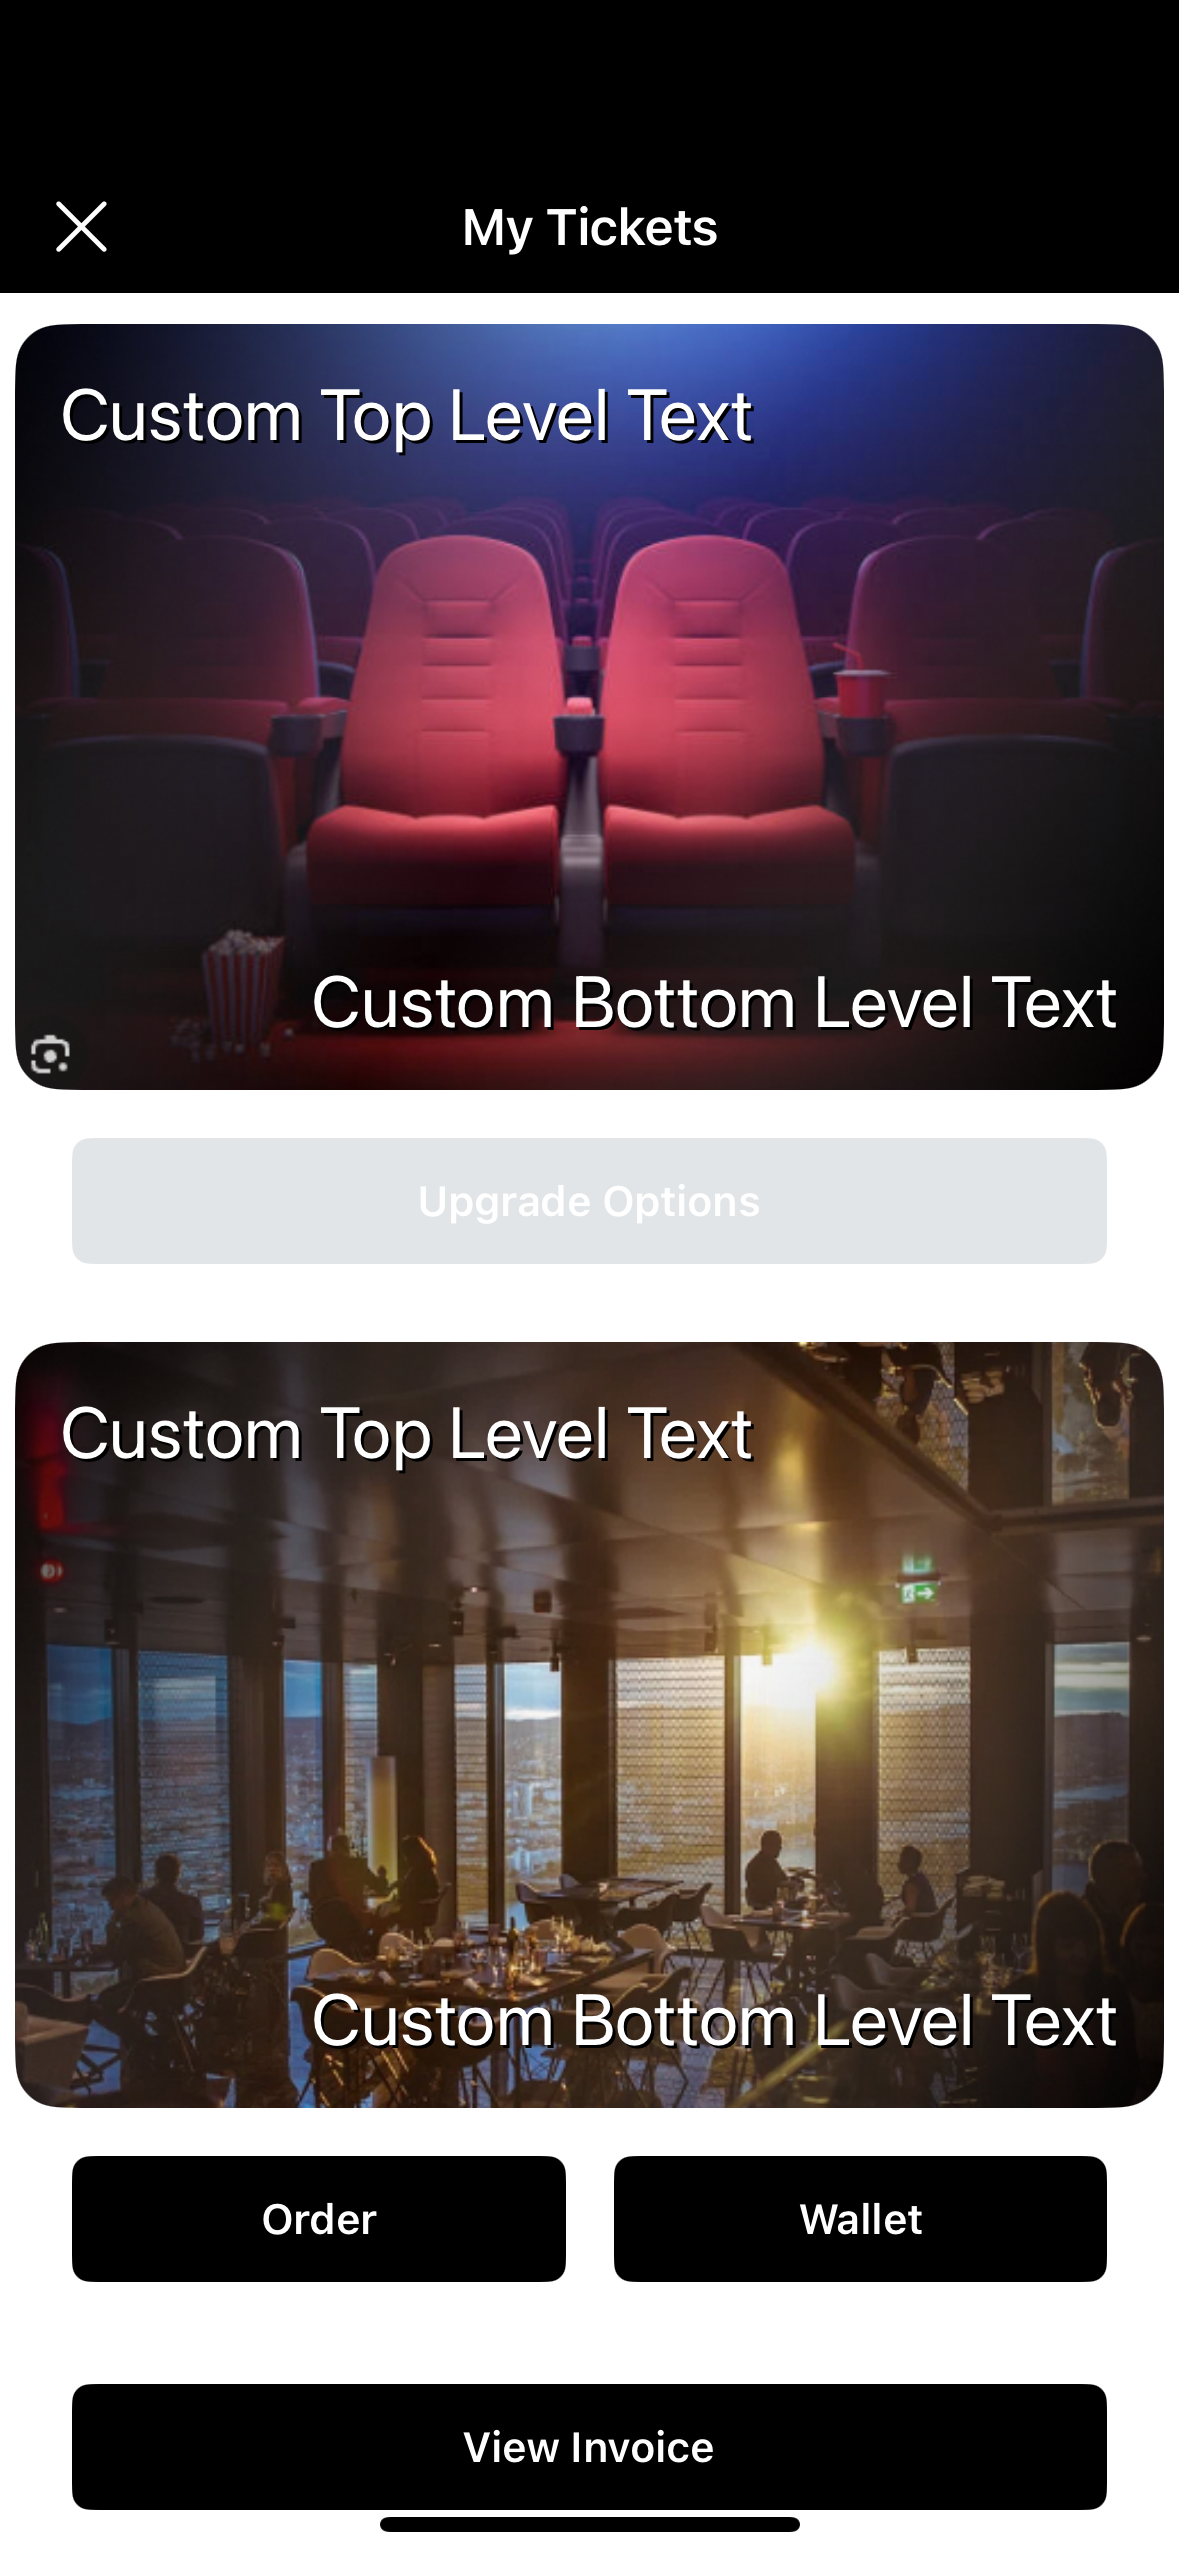 My Tickets
Custom Top Level Text
Custom Bottom Level Text
Upgrade Options
Custom Top Level Text
Custom Bottom Level Text
Order
Wallet
View Invoice